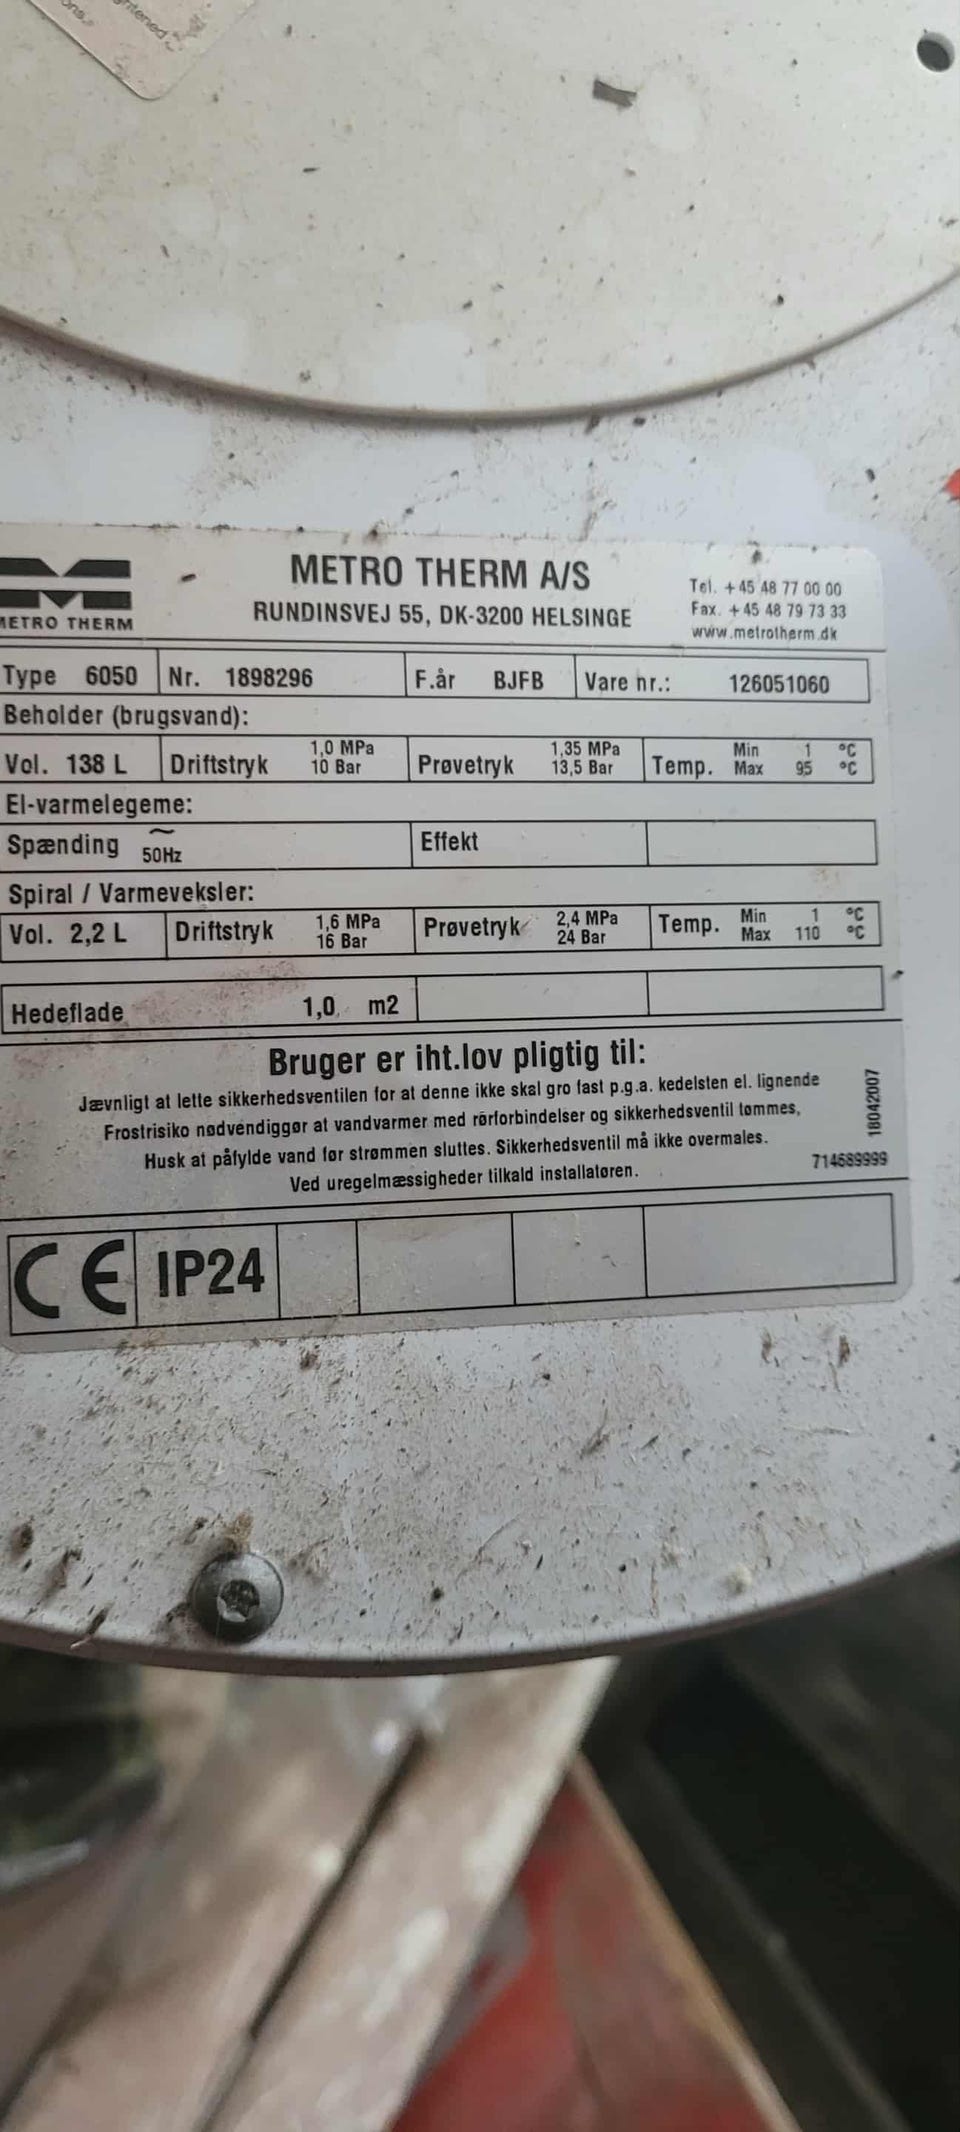 ons.
ghtened
METRO THERM
METRO THERM A/S
RUNDINSVEJ 55, DK-3200 HELSINGE
Tel. +45 48 77 00 00
Fax. +45 48 79 73 33
www.metrotherm.dk
Type 6050 Nr. 1898296 F.år BJFB Vare nr.: 126051060
Beholder (brugsvand):
Vol. 138 L Driftstryk 1,0 MPa 10 Bar Prøvetryk 1,35 MPa 13,5 Bar Temp. Min 1 °C Max 95 °C
El-varmelegeme:
Spænding ~ 50Hz Effekt
Spiral / Varmeveksler:
Vol. 2,2 L Driftstryk 1,6 MPa 16 Bar Prøvetryk 2,4 MPa 24 Bar Temp. Min 1 °C Max 110 °C
Hedeflade 1,0 m2
Bruger er iht.lov pligtig til:
Jævnligt at lette sikkerhedsventilen for at denne ikke skal gro fast p.g.a. kedelsten el. lignende
Frostrisiko nødvendiggør at vandvarmer med rørforbindelser og sikkerhedsventil tømmes,
Husk at påfylde vand før strømmen sluttes. Sikkerhedsventil må ikke overmales.
Ved uregelmæssigheder tilkald installatøren.
18042007
714689999
CE IP24